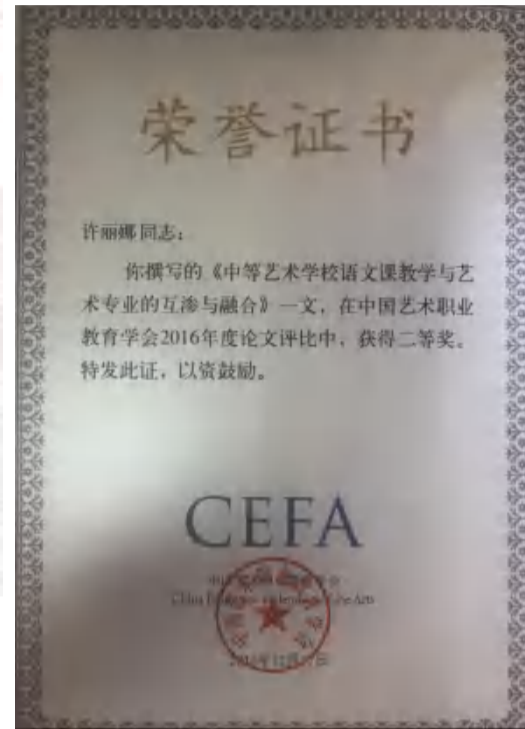 荣誉证书
许丽娜同志：
你撰写的《中等艺术学校语文课教学与艺
术专业的互渗与融合》一文，在中国艺术职业
教育学会2016年度论文评比中，获得二等奖。
特发此证，以资鼓励。
CEFA